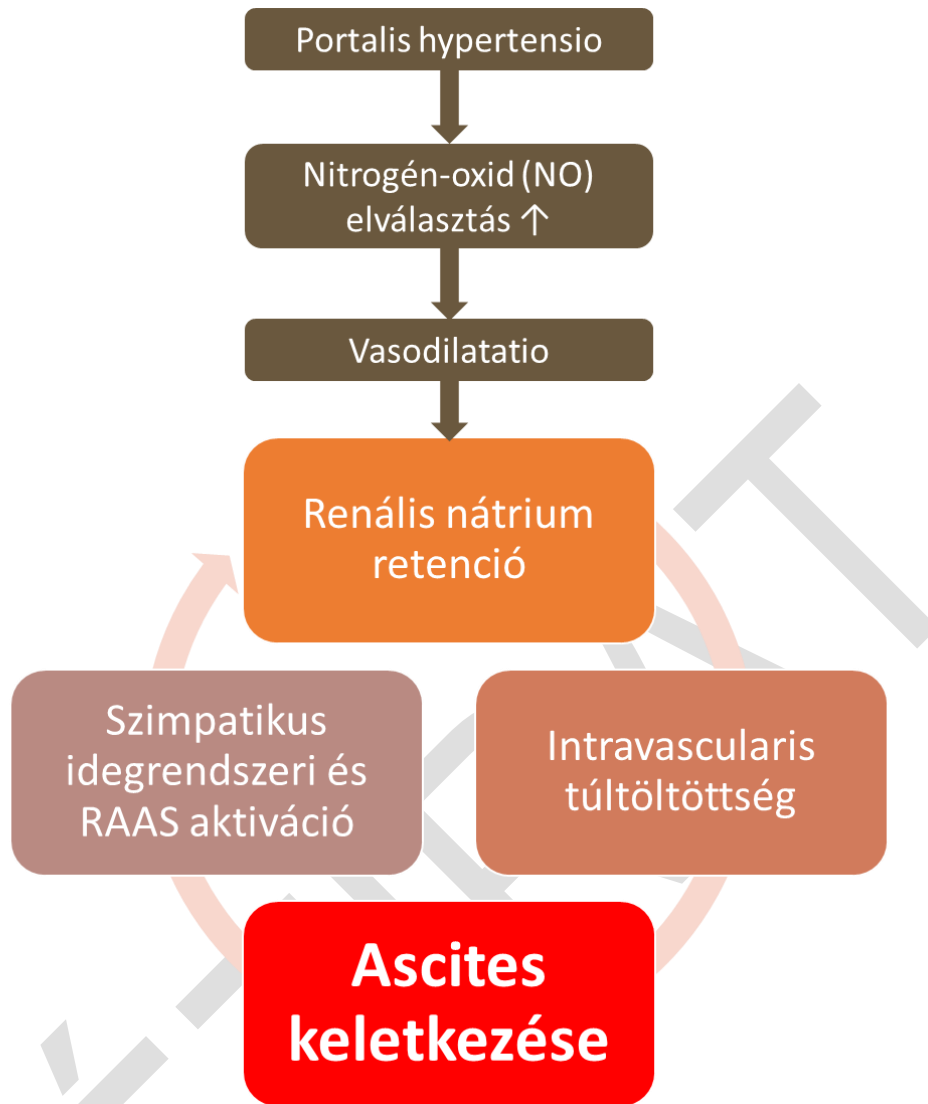 Portalis hypertensio
Nitrogén-oxid (NO)
elválasztás ↑
Vasodilatatio
Renális nátrium
retenció
Szimpatikus
idegrendszeri és
RAAS aktiváció
Intravascularis
túltöltöttség
Ascites
keletkezése